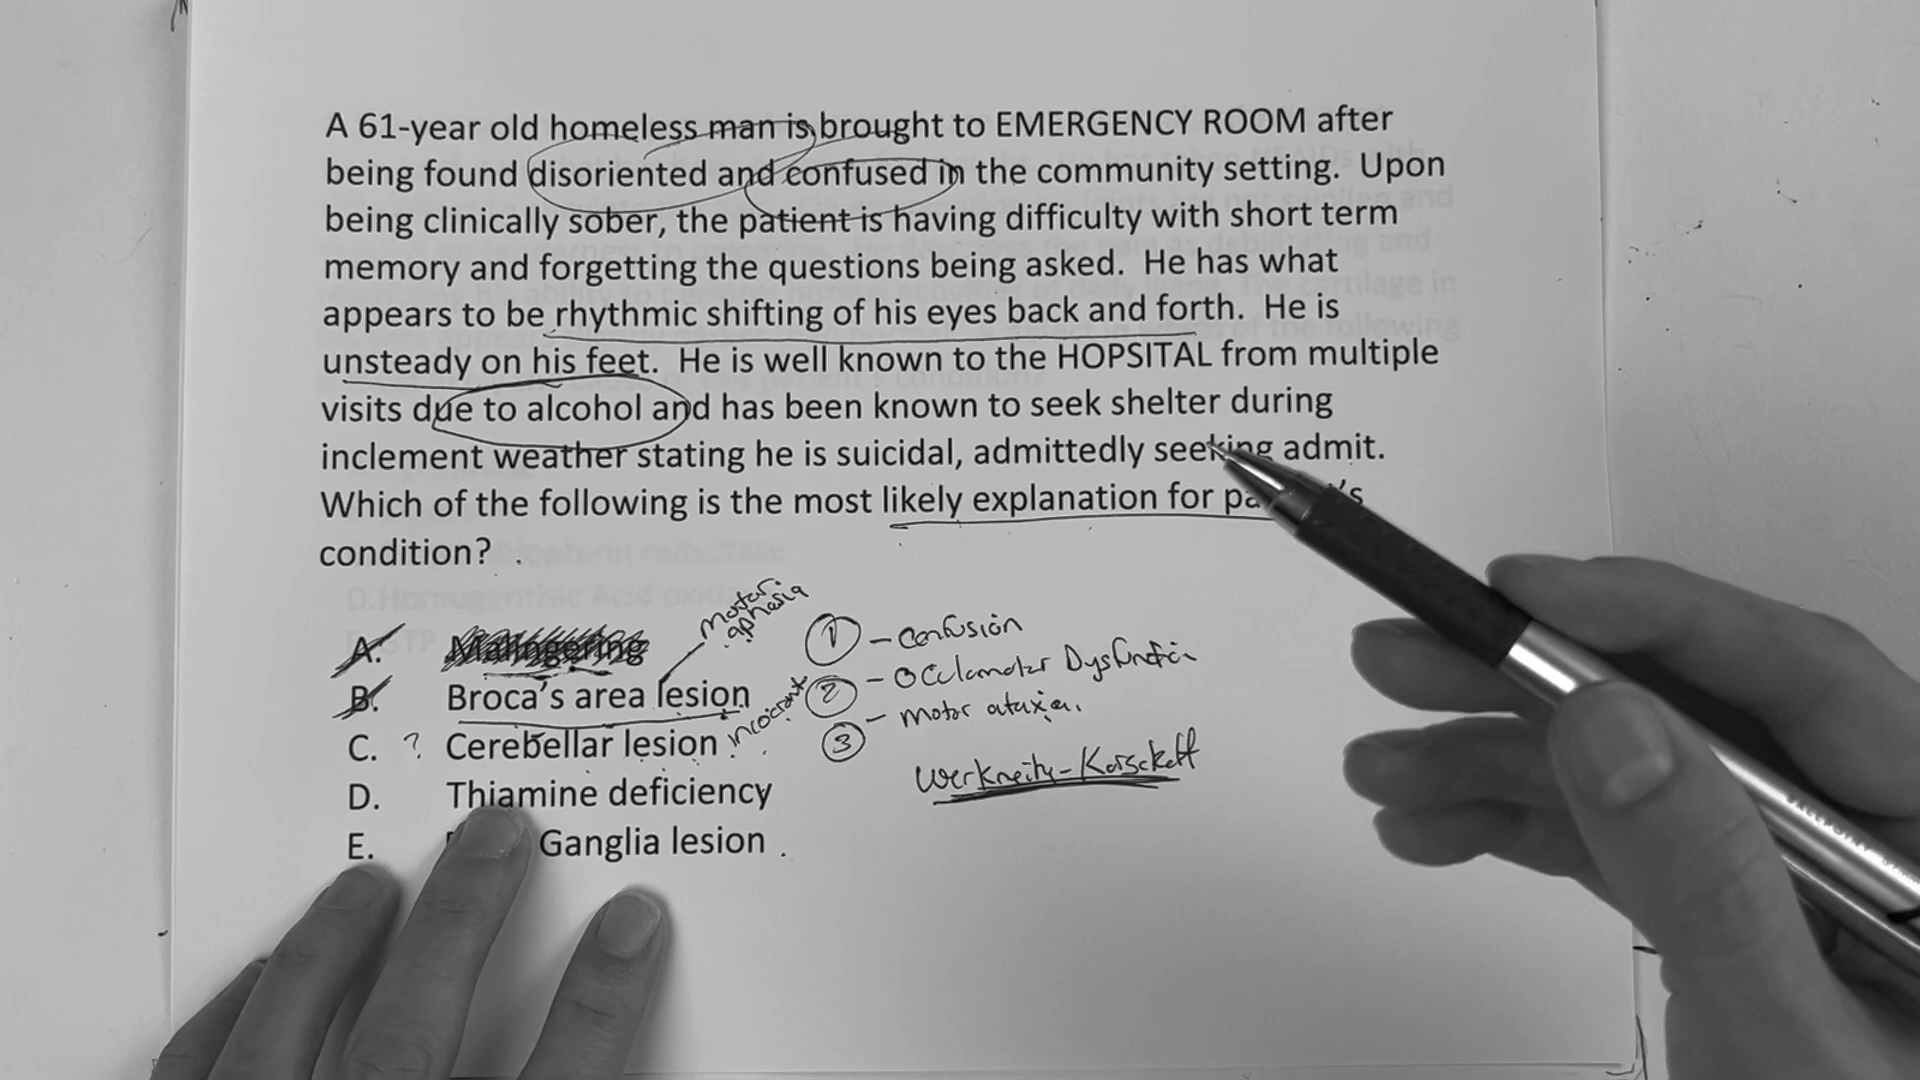 A 61-year old homeless man is brought to EMERGENCY ROOM after
being found disoriented and confused in the community setting. Upon
being clinically sober, the patient is having difficulty with short term
memory and forgetting the questions being asked. He has what
appears to be rhythmic shifting of his eyes back and forth. He is
unsteady on his feet. He is well known to the HOPSITAL from multiple
visits due to alcohol and has been known to seek shelter during
inclement weather stating he is suicidal, admittedly seeking admit.
Which of the following is the most likely explanation for
condition?
D.Homogentisic Acid
A. Malingering
motor aphasia
B. Broca's area lesion
C. ? Cerebellar lesion
D. Thiamine deficiency
E. Ganglia lesion
1 - confusion
2 - Dysfunction
3 - motor ataxia.